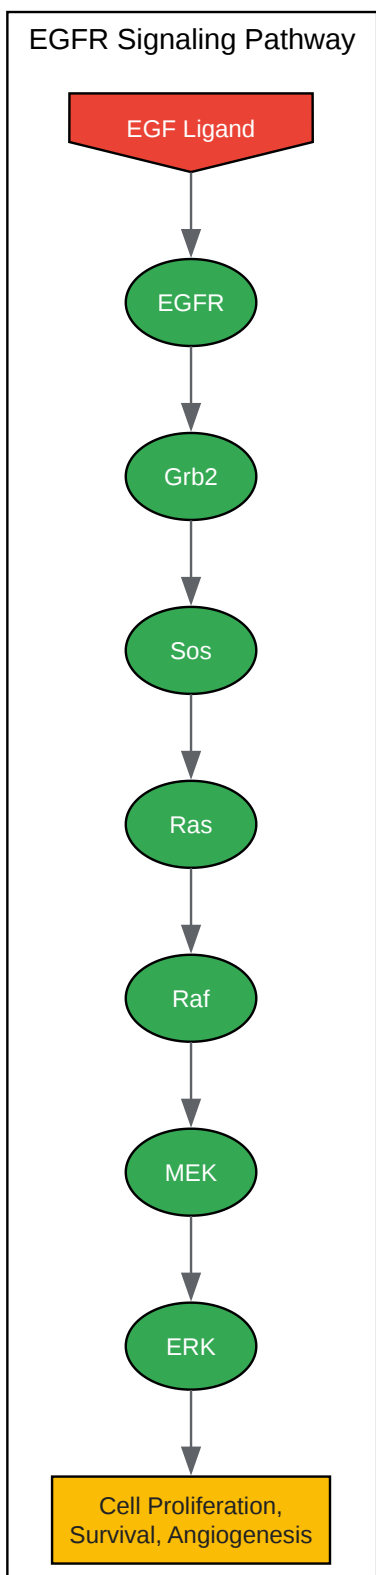 EGFR Signaling Pathway
EGF Ligand
EGFR
Grb2
Sos
Ras
Raf
MEK
ERK
Cell Proliferation,
Survival, Angiogenesis